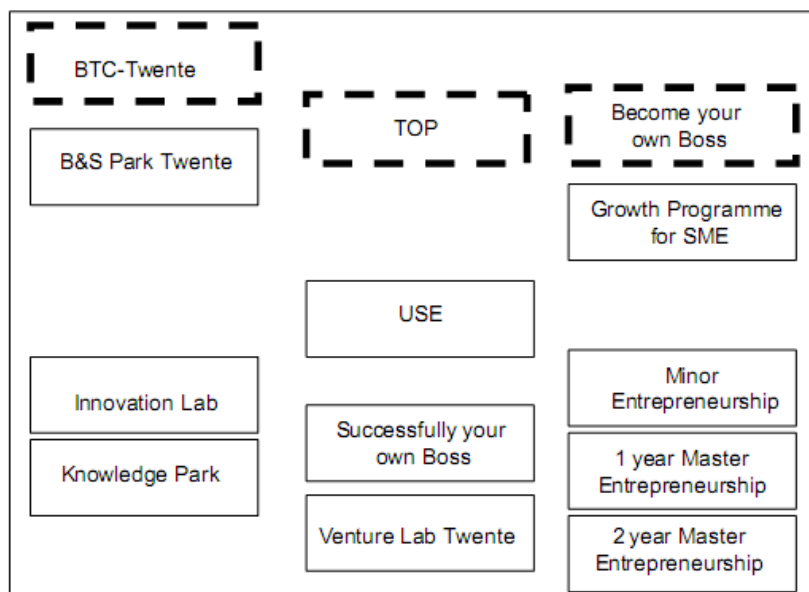 BTC-Twente
B&S Park Twente
Innovation Lab
Knowledge Park
TOP
USE
Successfully your
own Boss
Venture Lab Twente
Become your
own Boss
Growth Programme
for SME
Minor
Entrepreneurship
1 year Master
Entrepreneurship
2 year Master
Entrepreneurship